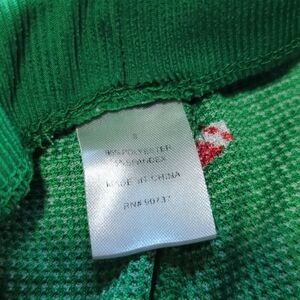 S
95% POLYESTER
5% SPANDEX
MADE IN CHINA
RN# 90737